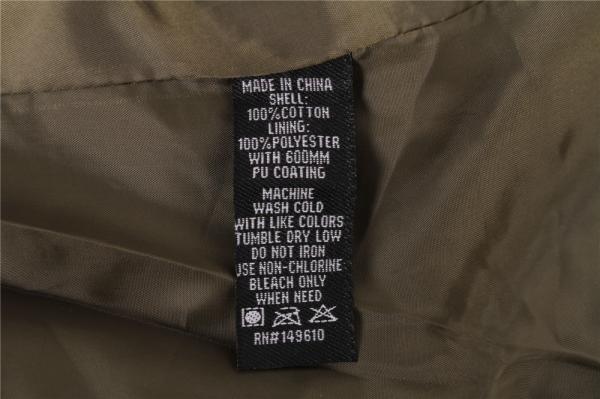 MADE IN CHINA
SHELL:
100%COTTON
LINING:
100%POLYESTER
WITH 600MM
PU COATING
MACHINE
WASH COLD
WITH LIKE COLORS
TUMBLE DRY LOW
DO NOT IRON
USE NON-CHLORINE
BLEACH ONLY
WHEN NEED
RN#149610